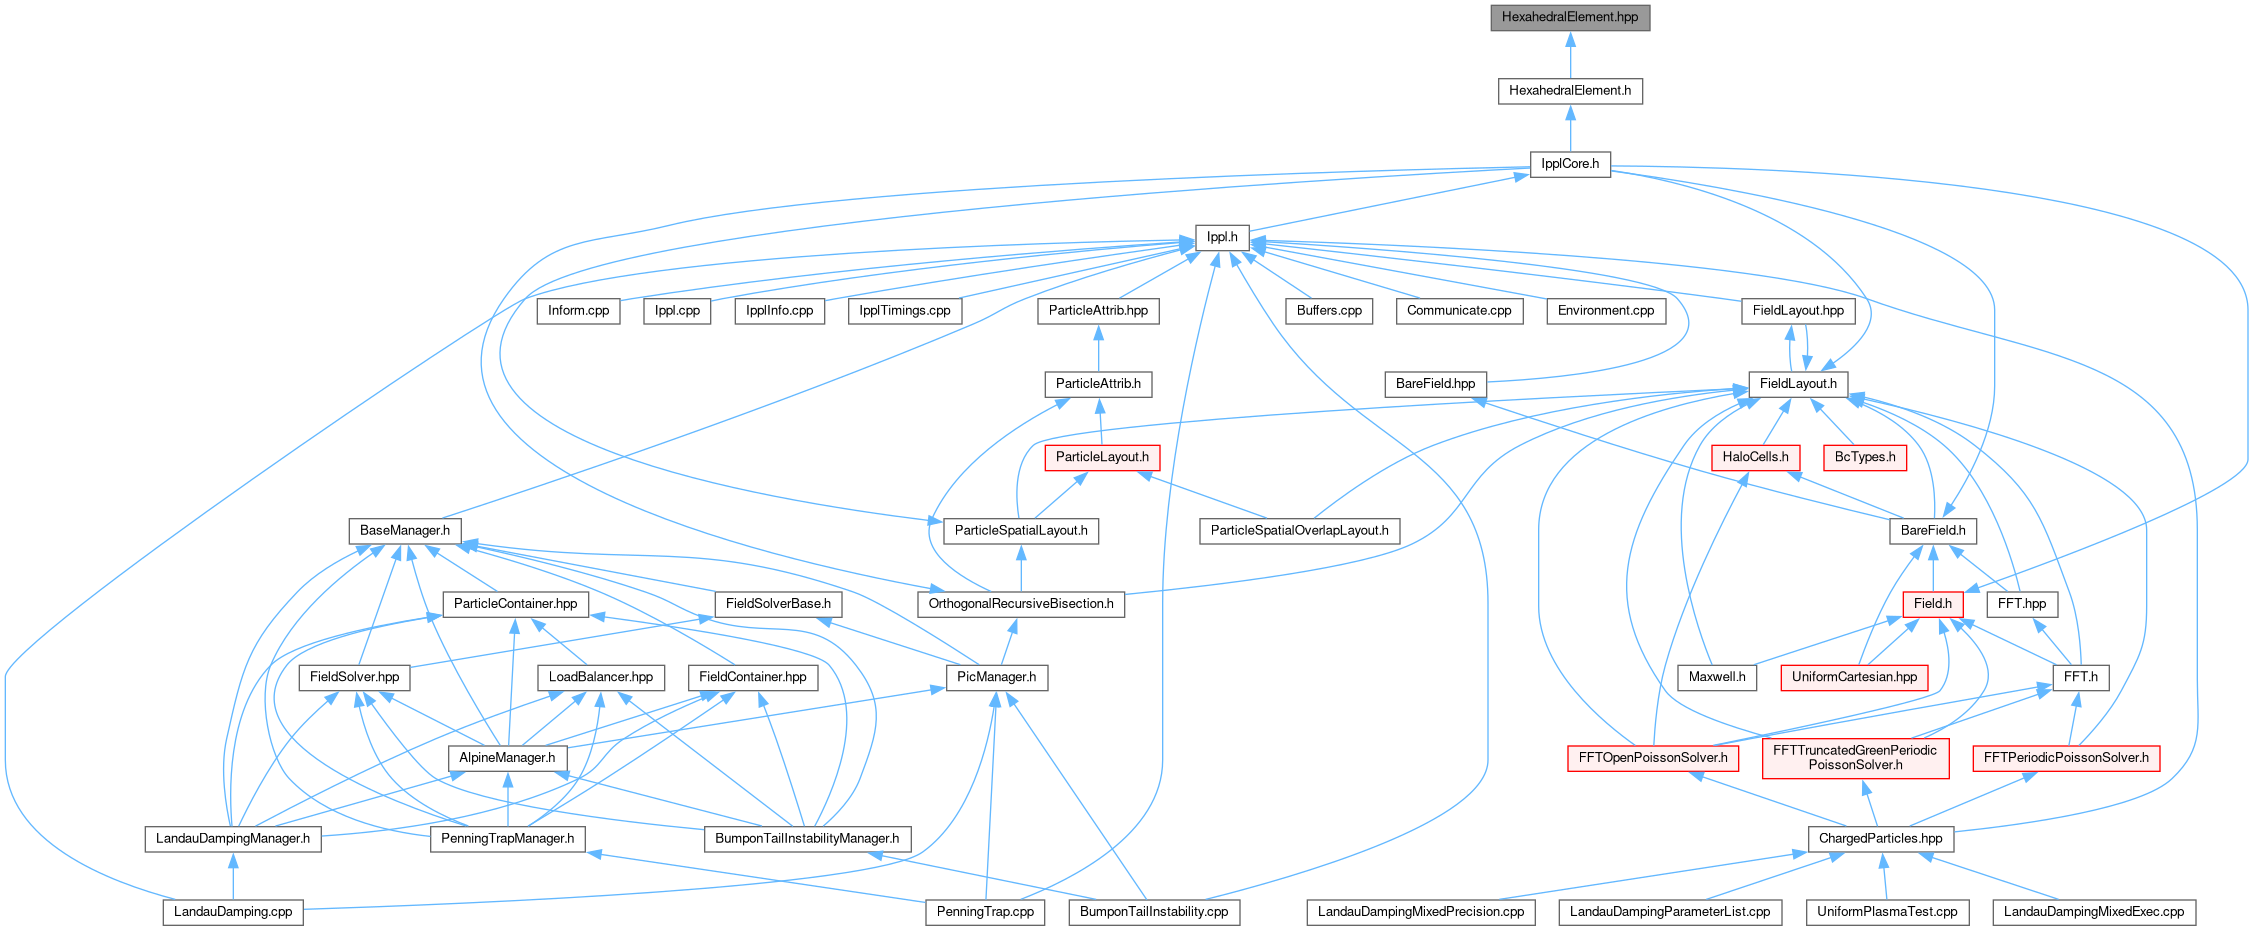 HexahedralElement.hpp
HexahedralElement.h
IpplCore.h
Ippl.h
Inform.cpp
Ippl.cpp
IpplInfo.cpp
IpplTimings.cpp
ParticleAttrib.hpp
Buffers.cpp
Communicate.cpp
Environment.cpp
FieldLayout.hpp
ParticleAttrib.h
BareField.hpp
FieldLayout.h
ParticleLayout.h
HaloCells.h
BcTypes.h
BaseManager.h
ParticleSpatialLayout.h
ParticleSpatialOverlapLayout.h
BareField.h
ParticleContainer.hpp
FieldSolverBase.h
OrthogonalRecursiveBisection.h
Field.h
FFT.hpp
FieldSolver.hpp
LoadBalancer.hpp
FieldContainer.hpp
PicManager.h
Maxwell.h
UniformCartesian.hpp
FFT.h
AlpineManager.h
FFTOpenPoissonSolver.h
FFTTruncatedGreenPeriodic
PoissonSolver.h
FFTPeriodicPoissonSolver.h
LandauDampingManager.h
PenningTrapManager.h
BumponTailInstabilityManager.h
ChargedParticles.hpp
LandauDamping.cpp
PenningTrap.cpp
BumponTailInstability.cpp
LandauDampingMixedPrecision.cpp
LandauDampingParameterList.cpp
UniformPlasmaTest.cpp
LandauDampingMixedExec.cpp